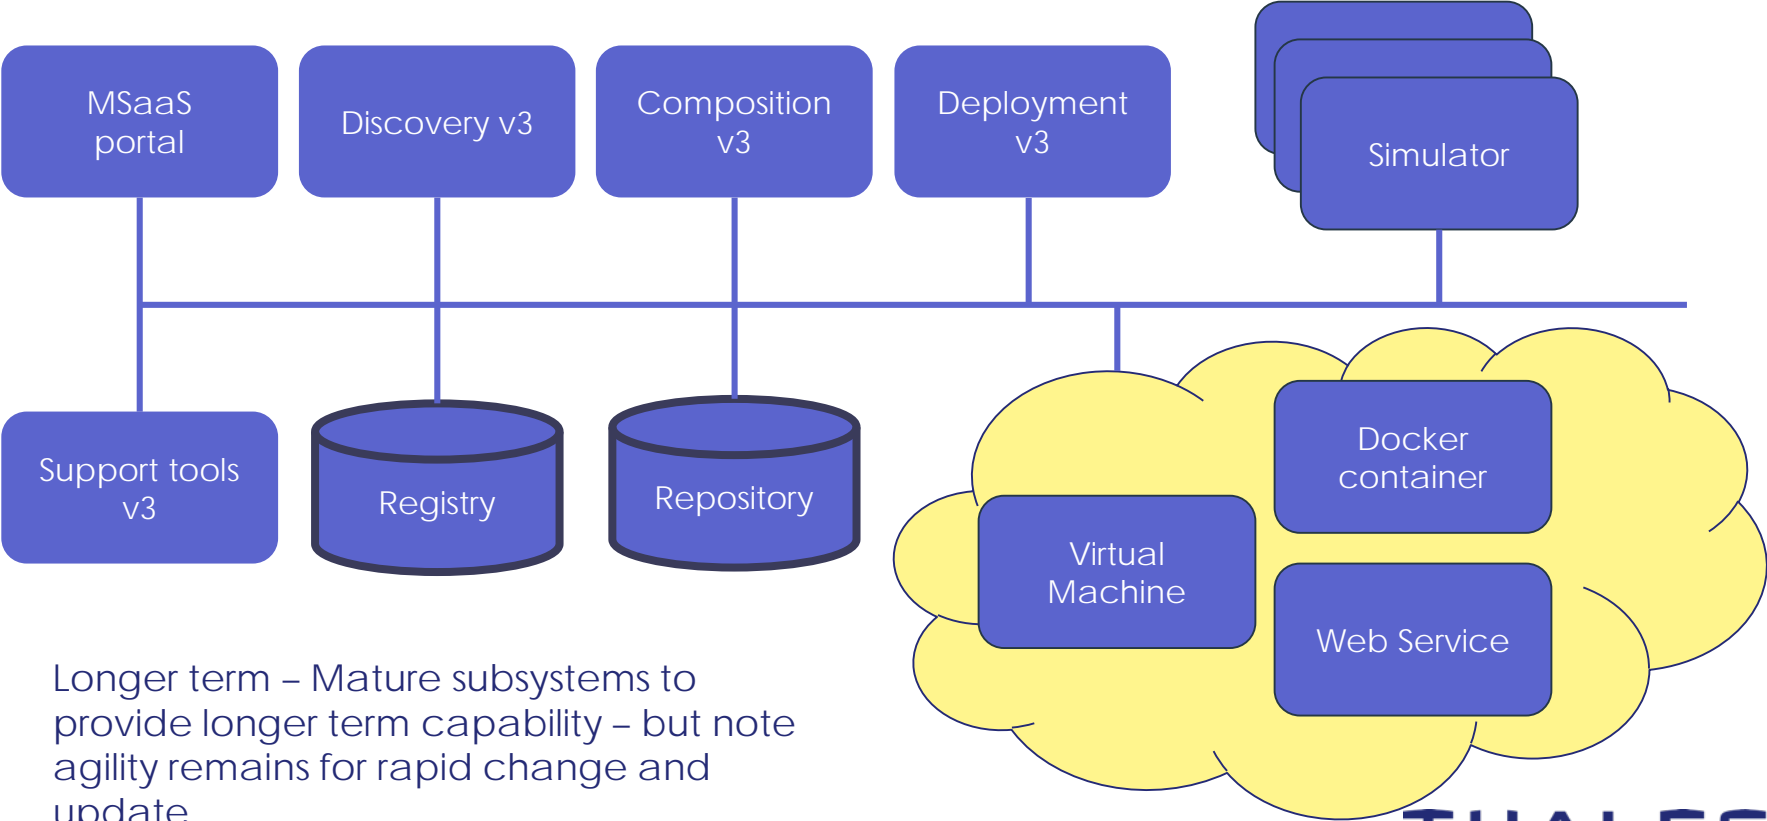 MSaaS
portal
Discovery v3
Composition
v3
Deployment
v3
Simulator
Support tools
v3
Registry
Repository
Docker
container
Virtual
Machine
Web Service
Longer term – Mature subsystems to
provide longer term capability – but note
agility remains for rapid change and
update
THALES